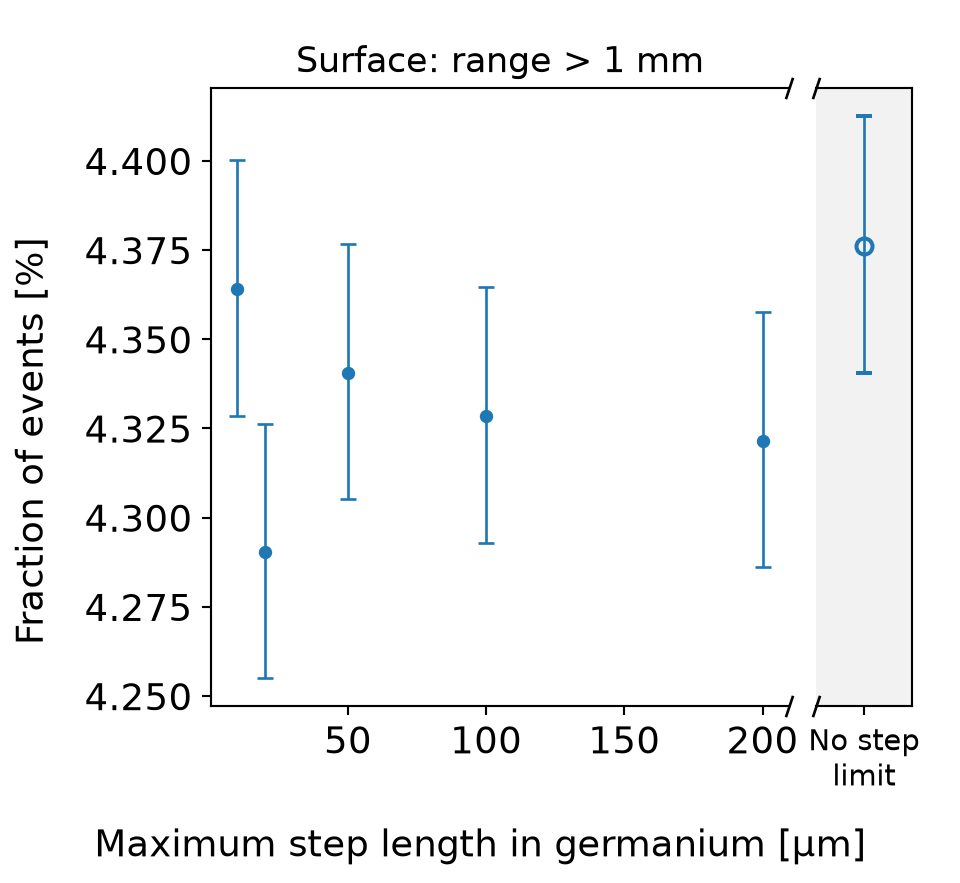 Surface: range > 1 mm
Fraction of events [%]
4.400
4.375
4.350
4.325
4.300
4.275
4.250
50 100 150 200 No step
limit
Maximum step length in germanium [µm]